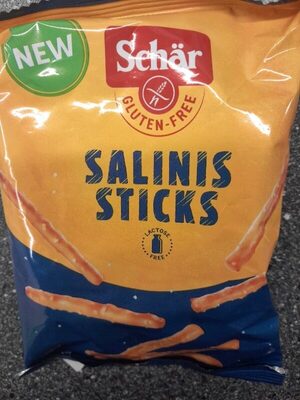 NEW
Schär
GLUTEN-FREE
SALINIS
STICKS
LACTOSE
FREE